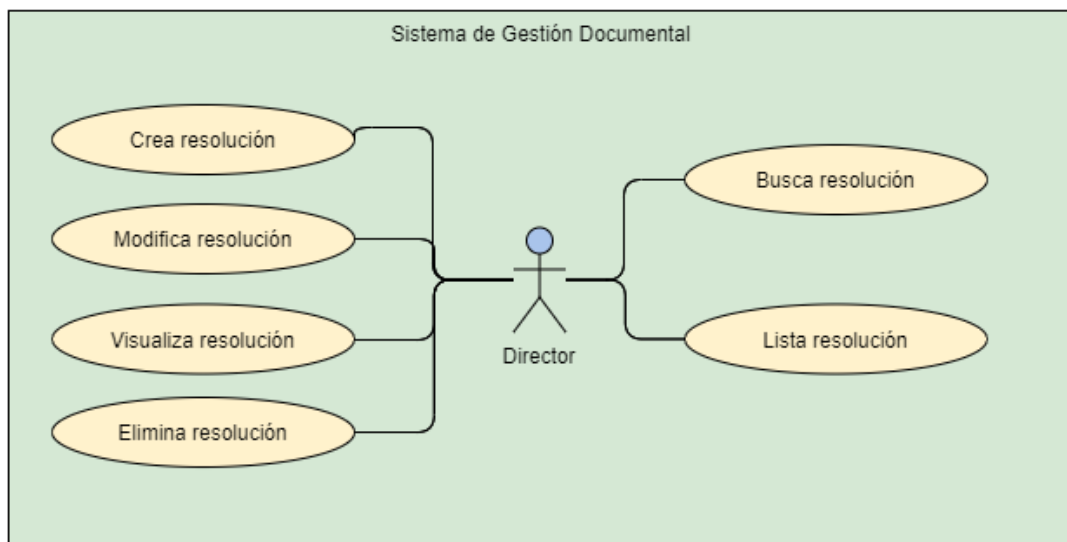 Sistema de Gestión Documental
Crea resolución
Modifica resolución
Visualiza resolución
Elimina resolución
Director
Busca resolución
Lista resolución